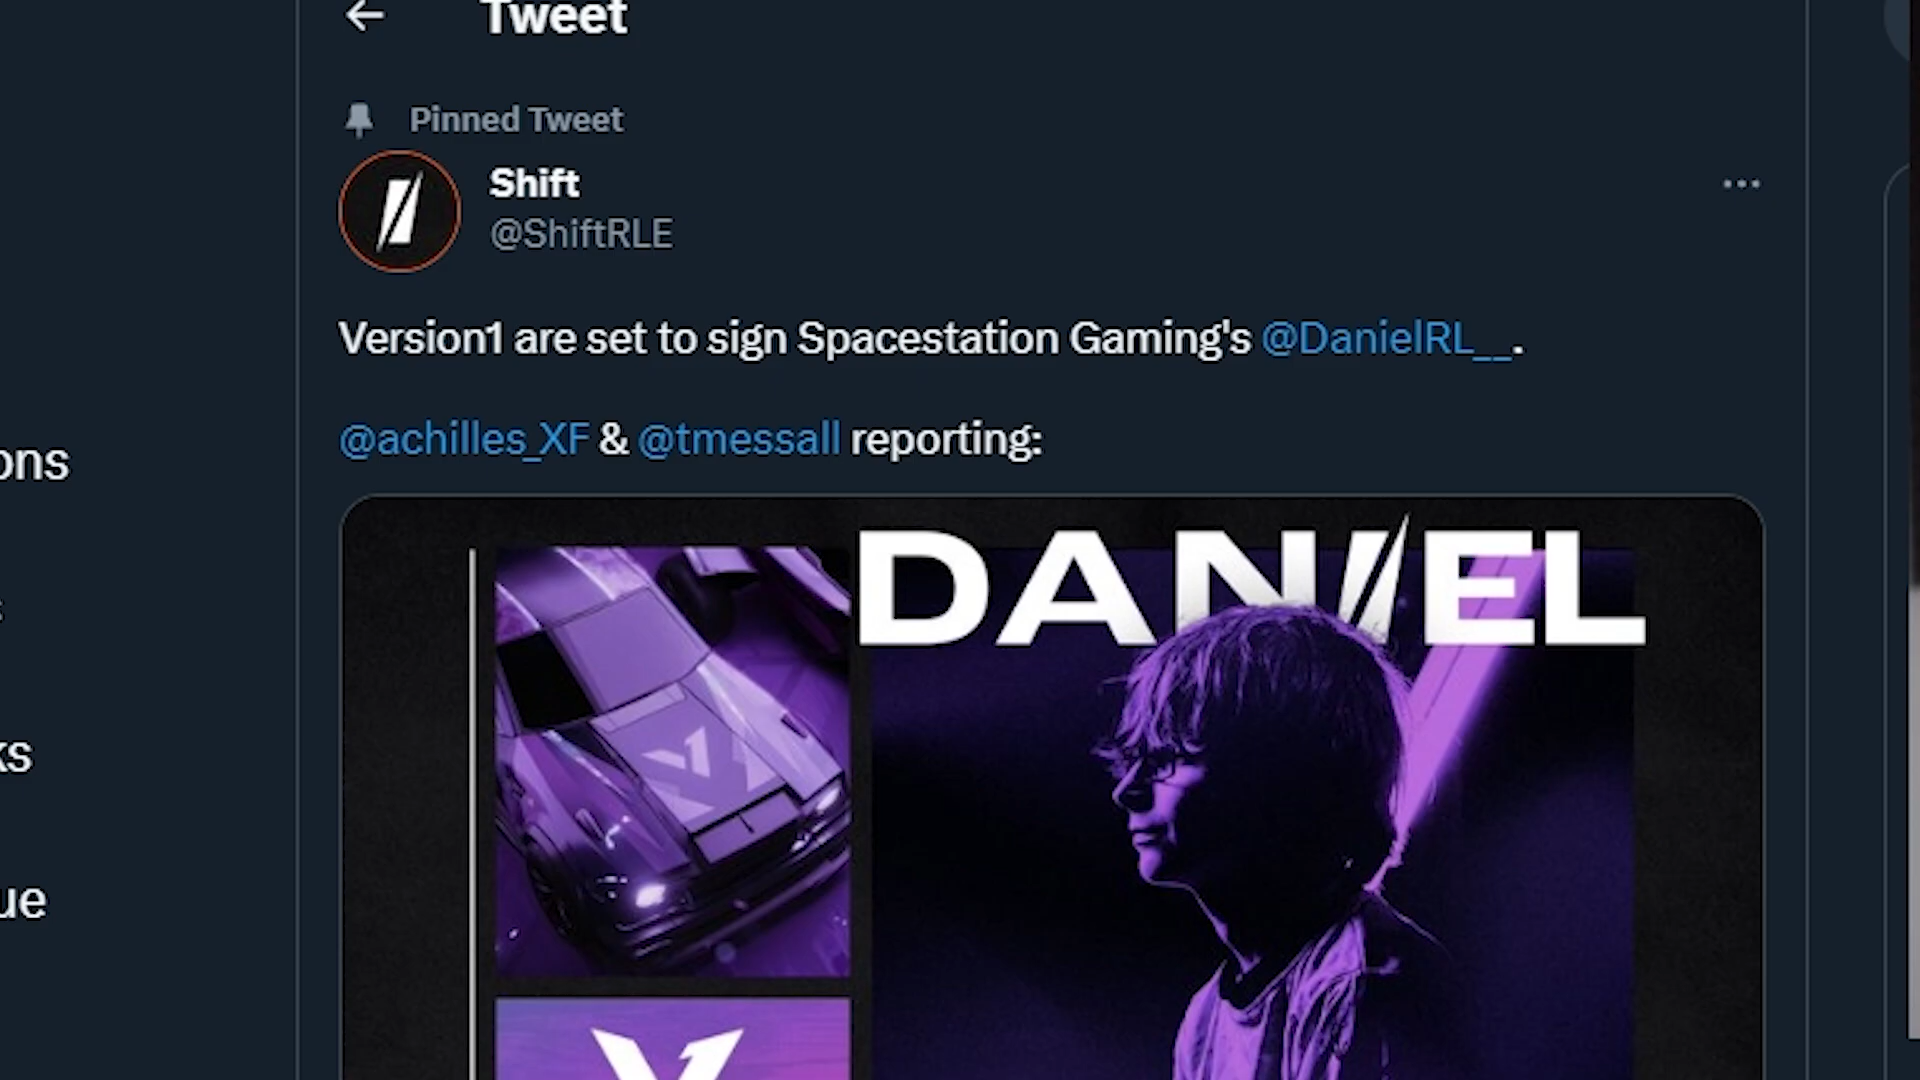 Tweet
Pinned Tweet
Shift
@ShiftRLE
Version1 are set to sign Spacestation Gaming's @DanielRL__.
@achilles_XF & @tmessall reporting:
DANIEL
ons
ks
ue